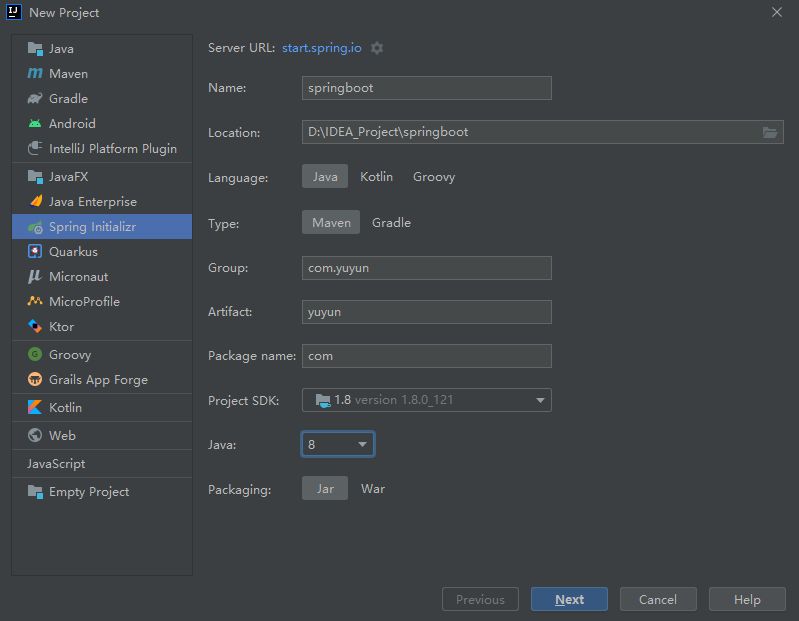 New Project
Java
Maven
Gradle
Android
IntelliJ Platform Plugin
JavaFX
Java Enterprise
Spring Initializr
Quarkus
Micronaut
MicroProfile
Ktor
Groovy
Grails App Forge
Kotlin
Web
JavaScript
Empty Project
Server URL: start.spring.io
Name: springboot
Location: D:\IDEA_Project\springboot
Language: Java Kotlin Groovy
Type: Maven Gradle
Group: com.yuyun
Artifact: yuyun
Package name: com
Project SDK: 1.8 version 1.8.0_121
Java: 8
Packaging: Jar War
Previous Next Cancel Help